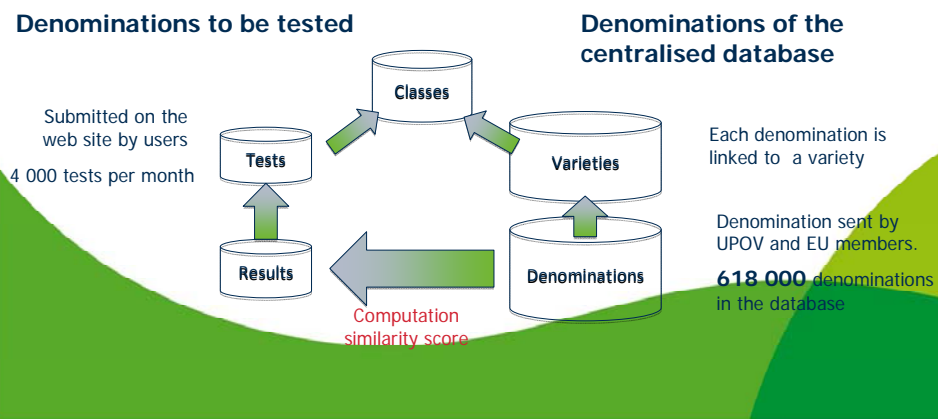 Denominations to be tested
Denominations of the
centralised database
Classes
Submitted on the
web site by users
4 000 tests per month
Tests
Varieties
Each denomination is
linked to a variety
Results
Denominations
Denomination sent by
UPOV and EU members.
618 000 denominations
in the database
Computation
similarity score